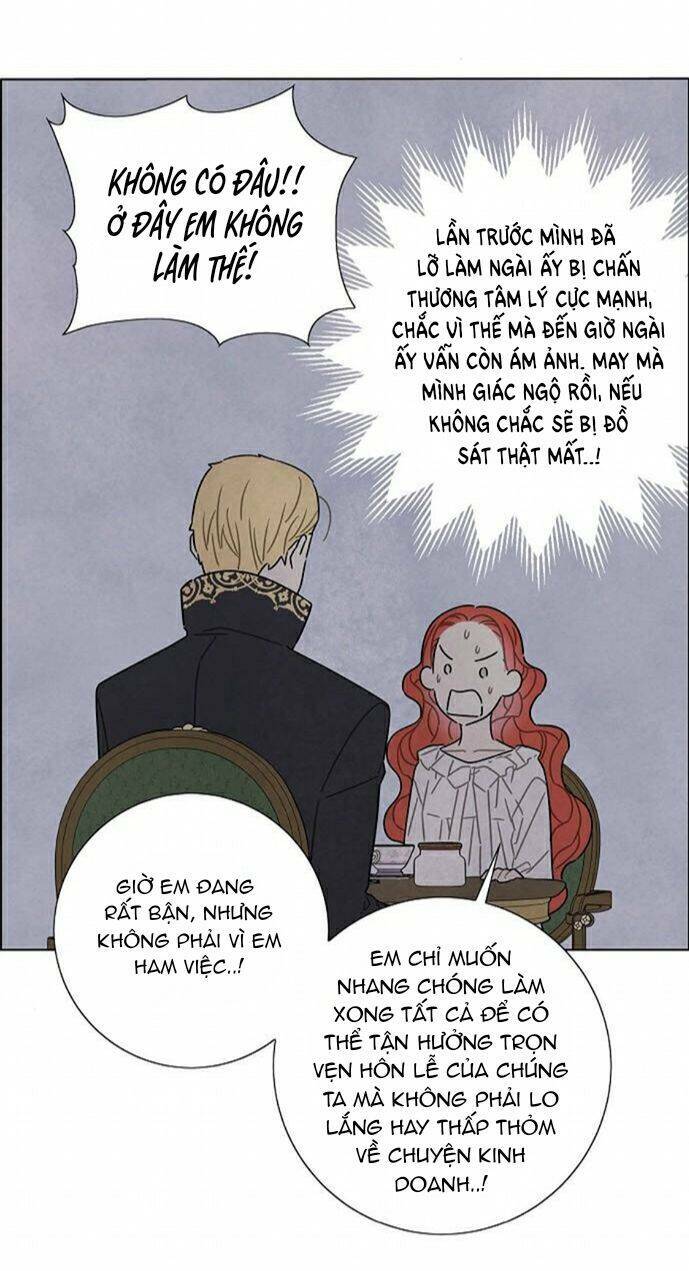 KHÔNG CÓ ĐÂU!!
Ở ĐÂY EM KHÔNG
LÀM THẾ!
LẦN TRƯỚC MÌNH ĐÃ
LỠ LÀM NGÀI ẤY BỊ CHẤN
THƯƠNG TÂM LÝ CỰC MẠNH,
CHẮC VÌ THẾ MÀ ĐẾN GIỜ NGÀI
ẤY VẪN CÒN ÁM ẢNH. MAY MÀ
MÌNH GIÁC NGỘ RỒI, NẾU
KHÔNG CHẮC SẼ BỊ ĐỒ
SÁT THẬT MẤT..!
GIỜ EM ĐANG
RẤT BẬN, NHƯNG
KHÔNG PHẢI VÌ EM
HAM VIỆC..!
EM CHỈ MUỐN
NHANG CHÓNG LÀM
XONG TẤT CẢ ĐỂ CÓ
THỂ TẬN HƯỞNG TRỌN
VẸN HÔN LỄ CỦA CHÚNG
TA MÀ KHÔNG PHẢI LO
LẮNG HAY THẤP THỎM
VỀ CHUYỆN KINH
DOANH..!